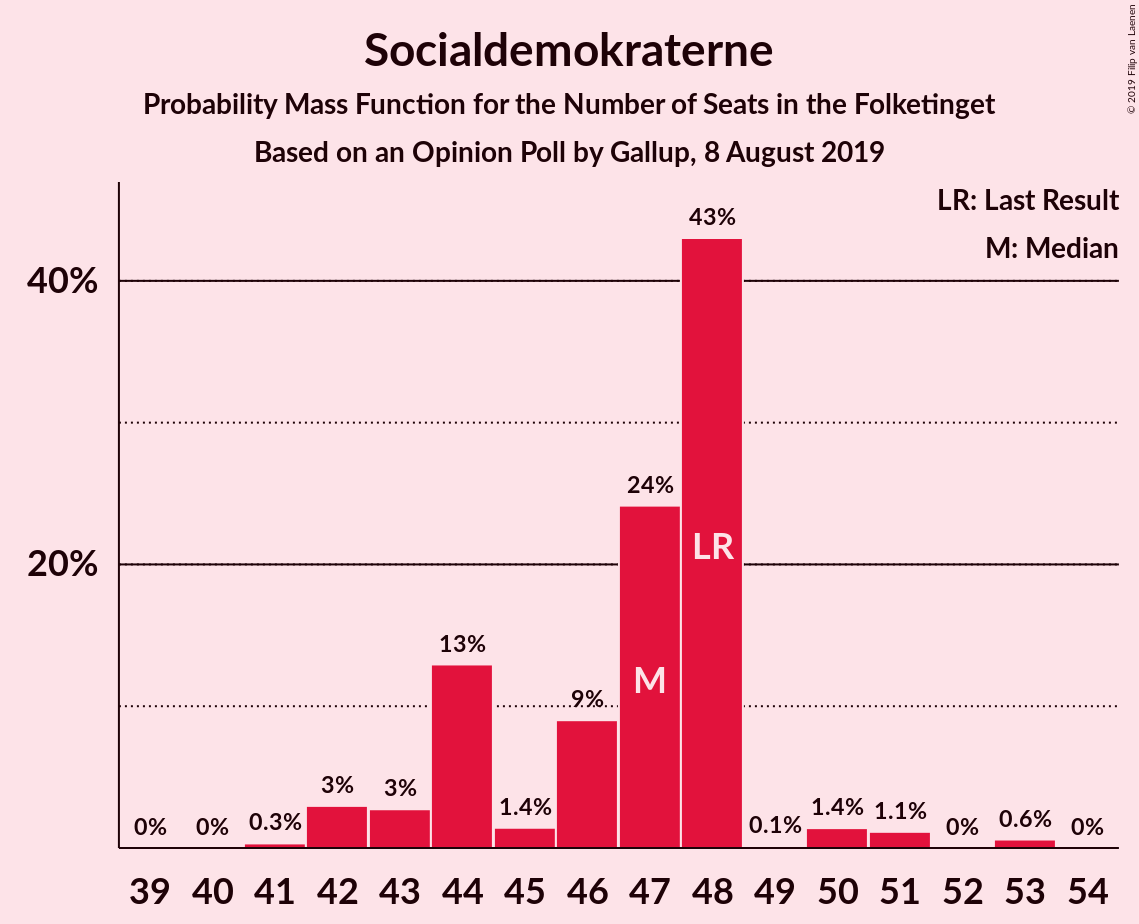 Socialdemokraterne
Probability Mass Function for the Number of Seats in the Folketinget
Based on an Opinion Poll by Gallup, 8 August 2019
© 2019 Filip van Laenen
LR: Last Result
M: Median
40%
20%
0%
0%
0.3%
3%
3%
13%
1.4%
9%
24%
43%
0.1%
1.4%
1.1%
0%
0.6%
0%
M
LR
39 40 41 42 43 44 45 46 47 48 49 50 51 52 53 54